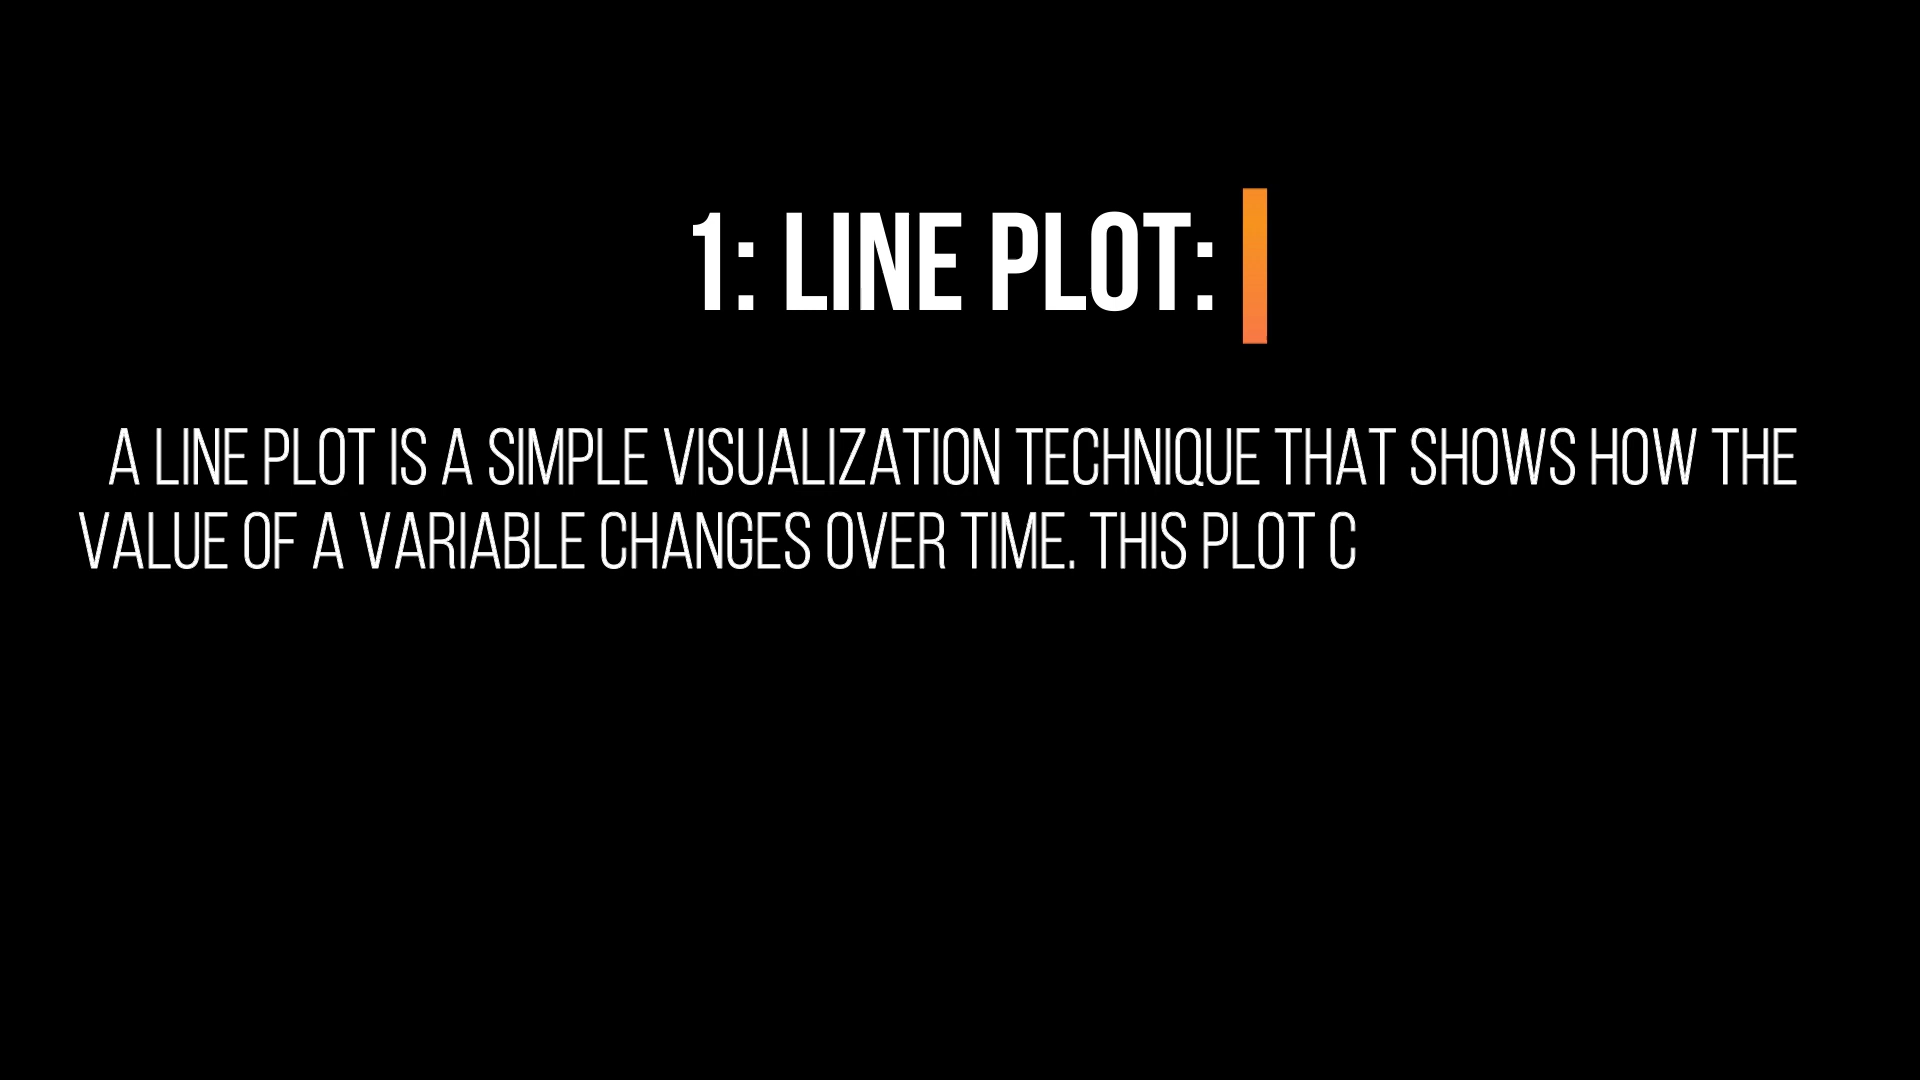 1: LINE PLOT:
A LINE PLOT IS A SIMPLE VISUALIZATION TECHNIQUE THAT SHOWS HOW THE
VALUE OF A VARIABLE CHANGES OVER TIME. THIS PLOT C